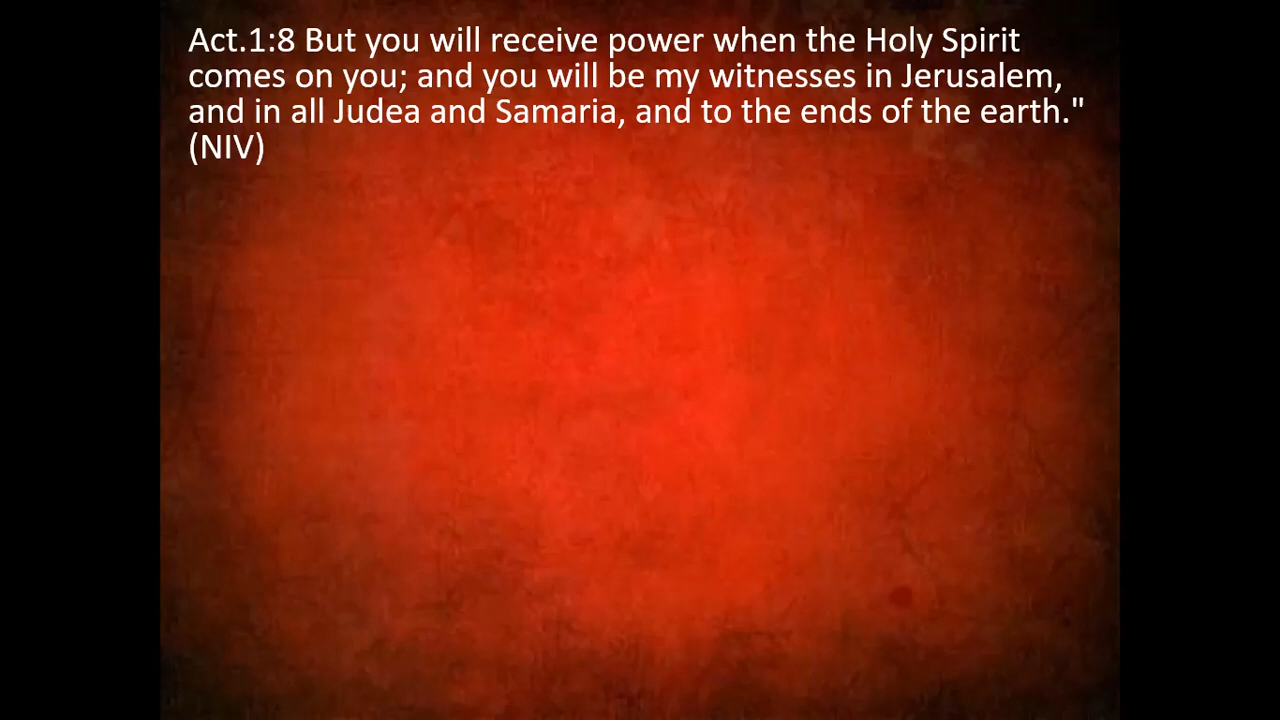 Act.1:8 But you will receive power when the Holy Spirit
comes on you; and you will be my witnesses in Jerusalem,
and in all Judea and Samaria, and to the ends of the earth."
(NIV)